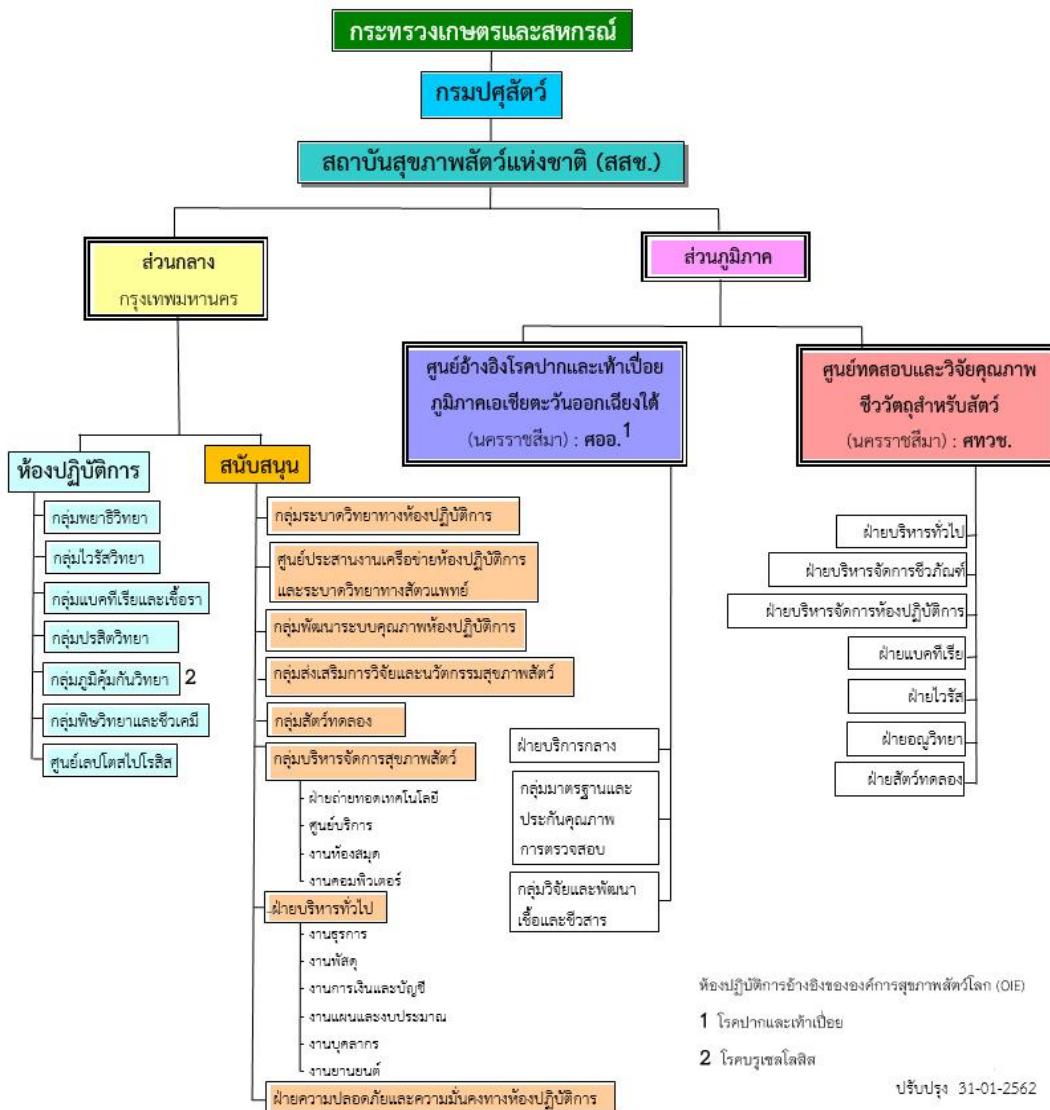 กระทรวงเกษตรและสหกรณ์
กรมปศุสัตว์
สถาบันสุขภาพสัตว์แห่งชาติ (สสช.)
ส่วนกลาง
กรุงเทพมหานคร
ส่วนภูมิภาค
ศูนย์อ้างอิงโรคปากและเท้าเปื่อย
ภูมิภาคเอเชียตะวันออกเฉียงใต้
(นครราชสีมา) : ศออ.1
ศูนย์ทดสอบและวิจัยคุณภาพ
ชีววัตถุสำหรับสัตว์
(นครราชสีมา) : ศทวช.
ห้องปฏิบัติการ
กลุ่มพยาธิวิทยา
กลุ่มไวรัสวิทยา
กลุ่มแบคทีเรียและเชื้อรา
กลุ่มปรสิตวิทยา
กลุ่มภูมิคุ้มกันวิทยา 2
กลุ่มพิษวิทยาและชีวเคมี
ศูนย์เลปโตสไปโรสิส
สนับสนุน
กลุ่มระบาดวิทยาทางห้องปฏิบัติการ
ศูนย์ประสานงานเครือข่ายห้องปฏิบัติการ
และระบาดวิทยาทางสัตวแพทย์
กลุ่มพัฒนาระบบคุณภาพห้องปฏิบัติการ
กลุ่มส่งเสริมการวิจัยและนวัตกรรมสุขภาพสัตว์
กลุ่มสัตว์ทดลอง
กลุ่มบริหารจัดการสุขภาพสัตว์
- ฝ่ายถ่ายทอดเทคโนโลยี
- ศูนย์บริการ
- งานห้องสมุด
- งานคอมพิวเตอร์
ฝ่ายบริหารทั่วไป
- งานธุรการ
- งานพัสดุ
- งานการเงินและบัญชี
- งานแผนและงบประมาณ
- งานบุคลากร
- งานยานยนต์
ฝ่ายความปลอดภัยและความมั่นคงทางห้องปฏิบัติการ
ฝ่ายบริการกลาง
กลุ่มมาตรฐานและ
ประกันคุณภาพ
การตรวจสอบ
กลุ่มวิจัยและพัฒนา
เชื้อและชีวสาร
ฝ่ายบริหารทั่วไป
ฝ่ายบริหารจัดการชีวภัณฑ์
ฝ่ายบริหารจัดการห้องปฏิบัติการ
ฝ่ายแบคทีเรีย
ฝ่ายไวรัส
ฝ่ายอณูวิทยา
ฝ่ายสัตว์ทดลอง
ห้องปฏิบัติการอ้างอิงขององค์การสุขภาพสัตว์โลก (OIE)
1 โรคปากและเท้าเปื่อย
2 โรคบรูเซลโลสิส
ปรับปรุง 31-01-2562